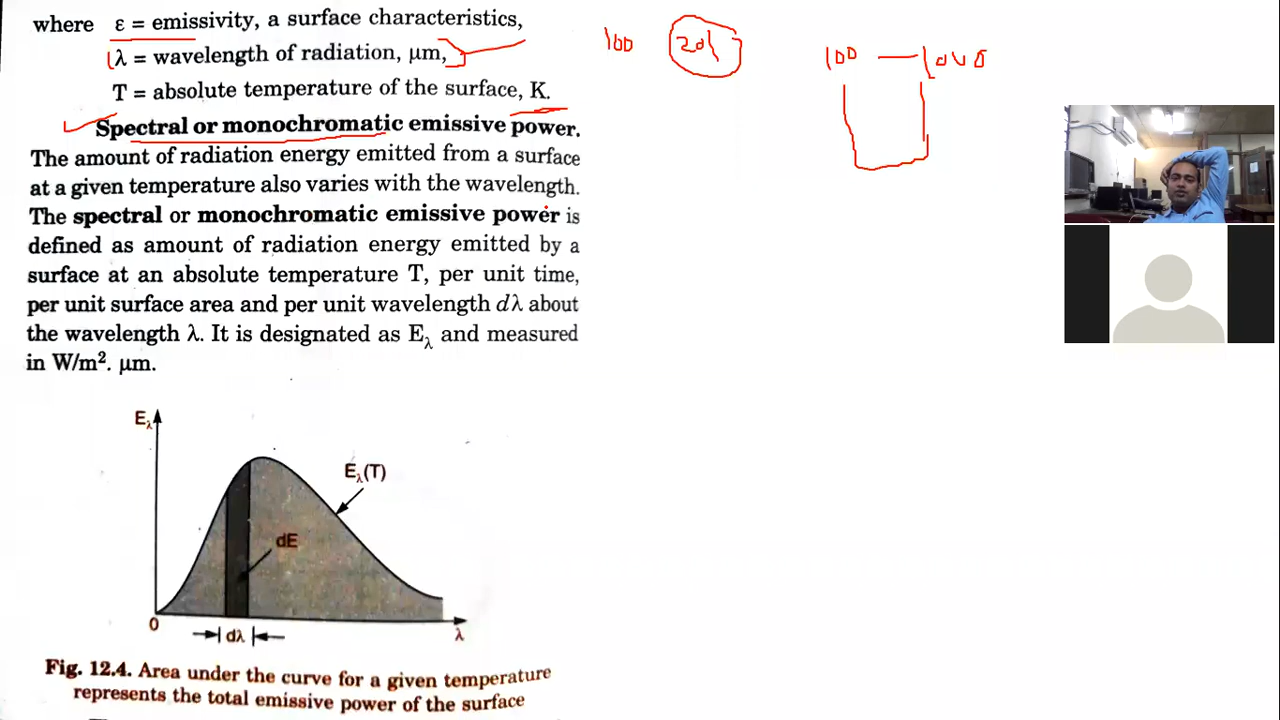 where ε = emissivity, a surface characteristics,
λ = wavelength of radiation, μm,
T = absolute temperature of the surface, K.
Spectral or monochromatic emissive power.
The amount of radiation energy emitted from a surface
at a given temperature also varies with the wavelength.
The spectral or monochromatic emissive power is
defined as amount of radiation energy emitted by a
surface at an absolute temperature T, per unit time,
per unit surface area and per unit wavelength dλ about
the wavelength λ. It is designated as Eλ and measured
in W/m². μm.
Eλ
Eλ(T)
dE
0
dλ
λ
Fig. 12.4. Area under the curve for a given temperature
represents the total emissive power of the surface
100
100